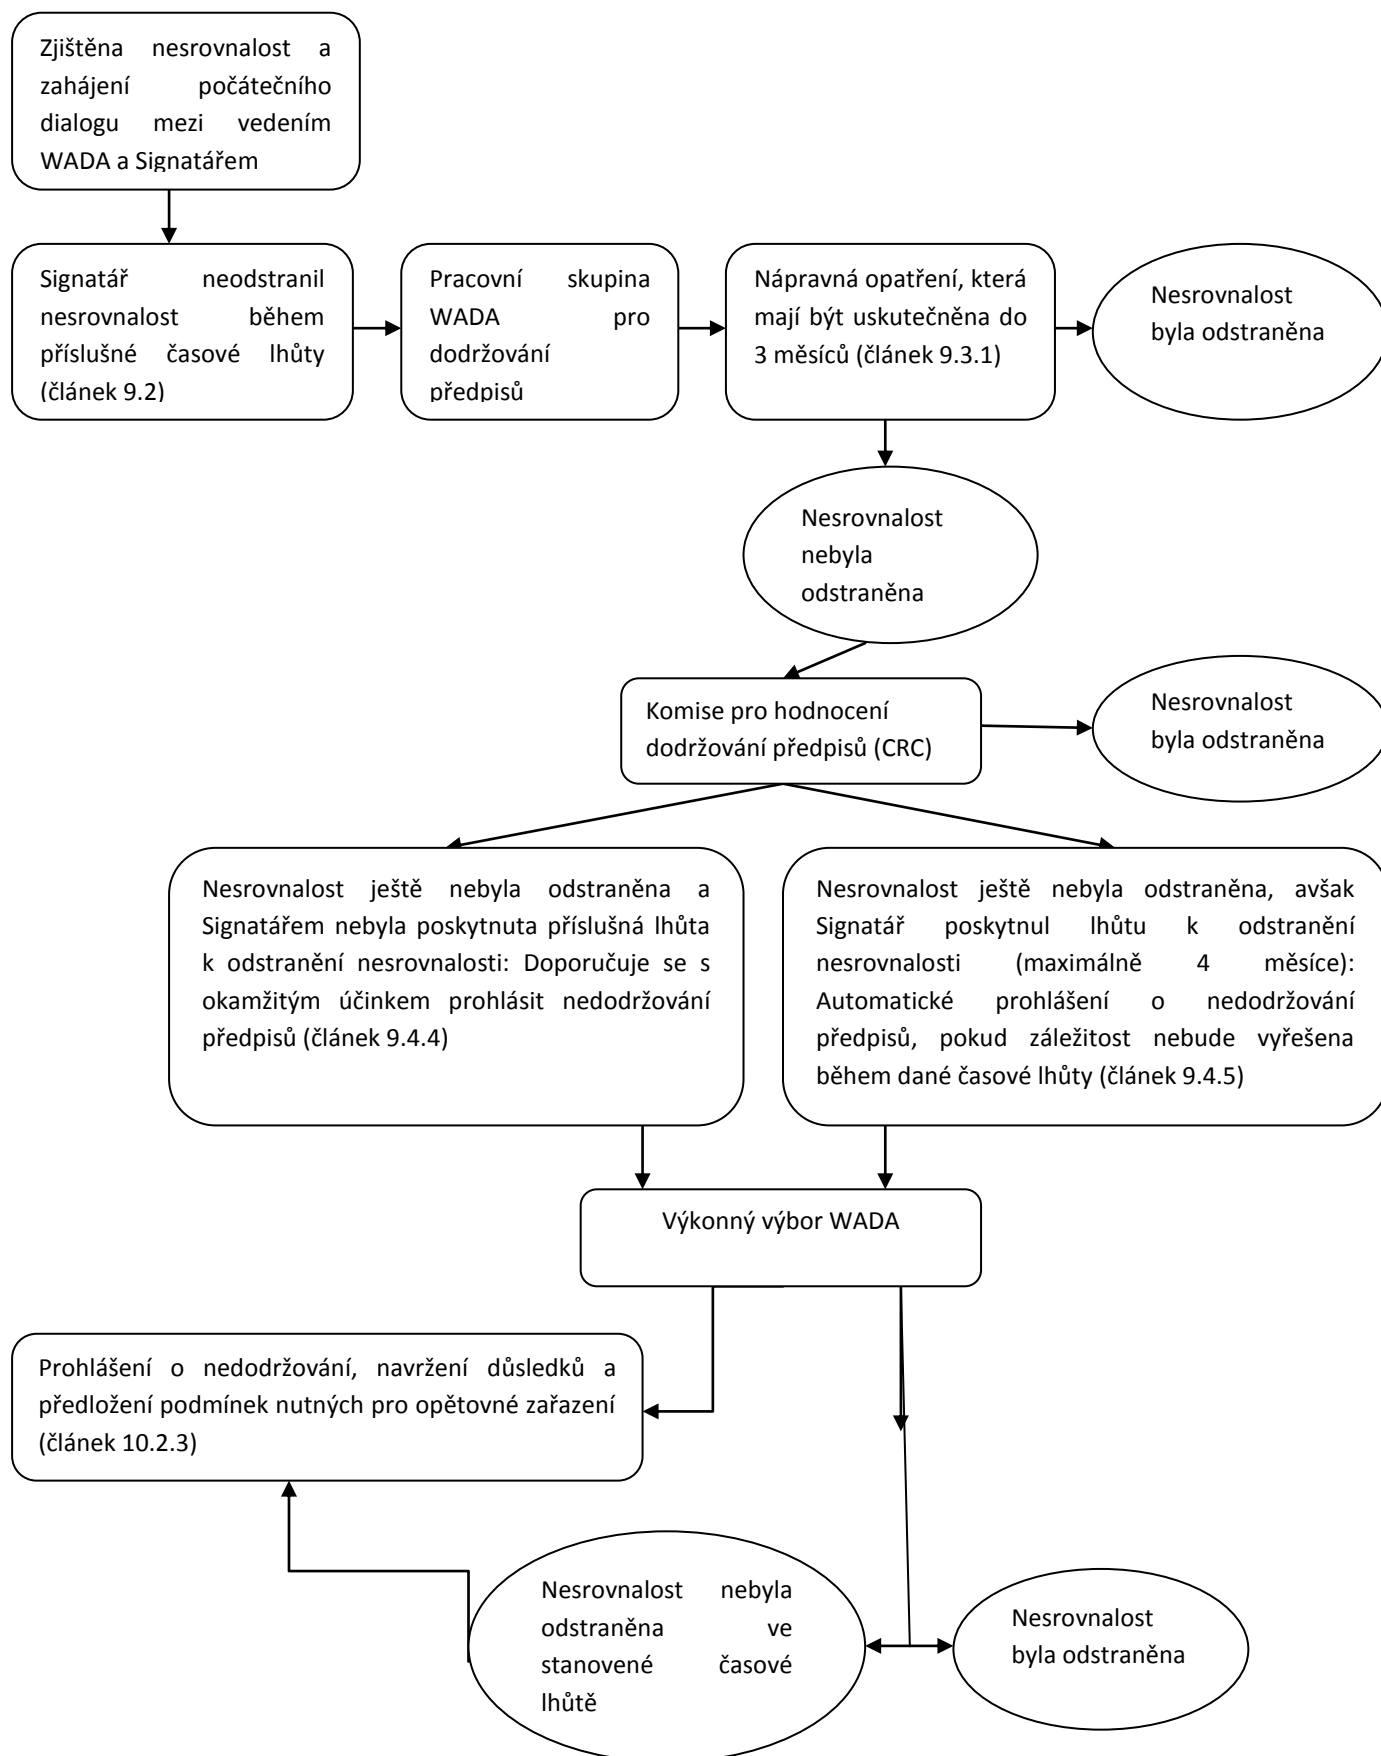 Zjištěna nesrovnalost a
zahájení počátečního
dialogu mezi vedením
WADA a Signatářem
Signatář neodstranil
nesrovnalost během
příslušné časové lhůty
(článek 9.2)
Pracovní skupina
WADA pro
dodržování
předpisů
Nápravná opatření, která
mají být uskutečněna do
3 měsíců (článek 9.3.1)
Nesrovnalost
byla odstraněna
Nesrovnalost
nebyla
odstraněna
Komise pro hodnocení
dodržování předpisů (CRC)
Nesrovnalost
byla odstraněna
Nesrovnalost ještě nebyla odstraněna a
Signatářem nebyla poskytnuta příslušná lhůta
k odstranění nesrovnalosti: Doporučuje se s
okamžitým účinkem prohlásit nedodržování
předpisů (článek 9.4.4)
Nesrovnalost ještě nebyla odstraněna, avšak
Signatář poskytnul lhůtu k odstranění
nesrovnalosti (maximálně 4 měsíce):
Automatické prohlášení o nedodržování
předpisů, pokud záležitost nebude vyřešena
během dané časové lhůty (článek 9.4.5)
Výkonný výbor WADA
Prohlášení o nedodržování, navržení důsledků a
předložení podmínek nutných pro opětovné zařazení
(článek 10.2.3)
Nesrovnalost nebyla
odstraněna ve
stanovené časové
lhůtě
Nesrovnalost
byla odstraněna